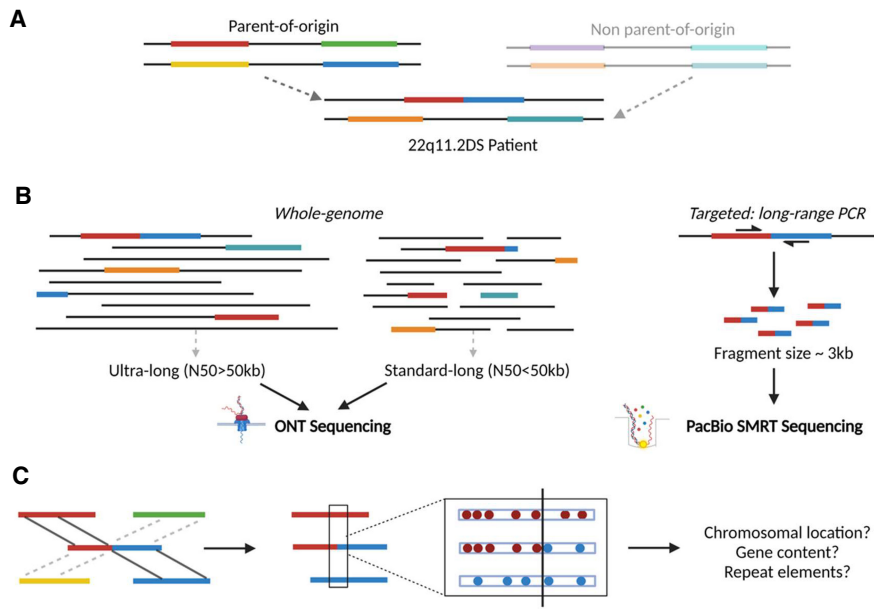 A
Parent-of-origin
Non parent-of-origin
22q11.2DS Patient
B
Whole-genome
Targeted: long-range PCR
Ultra-long (N50>50kb)
Standard-long (N50<50kb)
Fragment size ~ 3kb
ONT Sequencing
PacBio SMRT Sequencing
C
Chromosomal location?
Gene content?
Repeat elements?